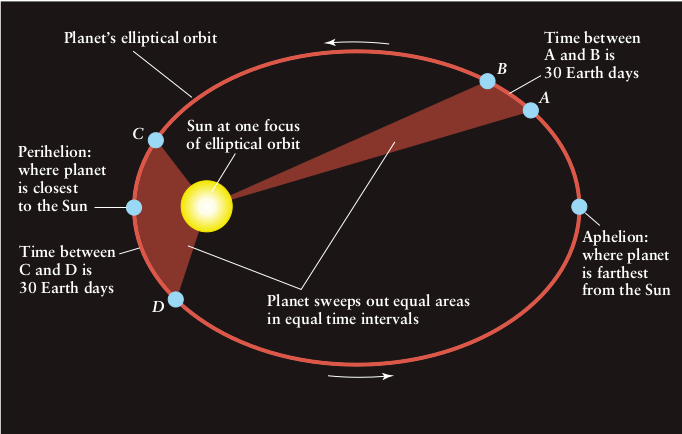 Planet's elliptical orbit
Time between
A and B is
30 Earth days
B
A
C
Sun at one focus
of elliptical orbit
Perihelion:
where planet
is closest
to the Sun
Aphelion:
where planet
is farthest
from the Sun
Time between
C and D is
30 Earth days
D
Planet sweeps out equal areas
in equal time intervals